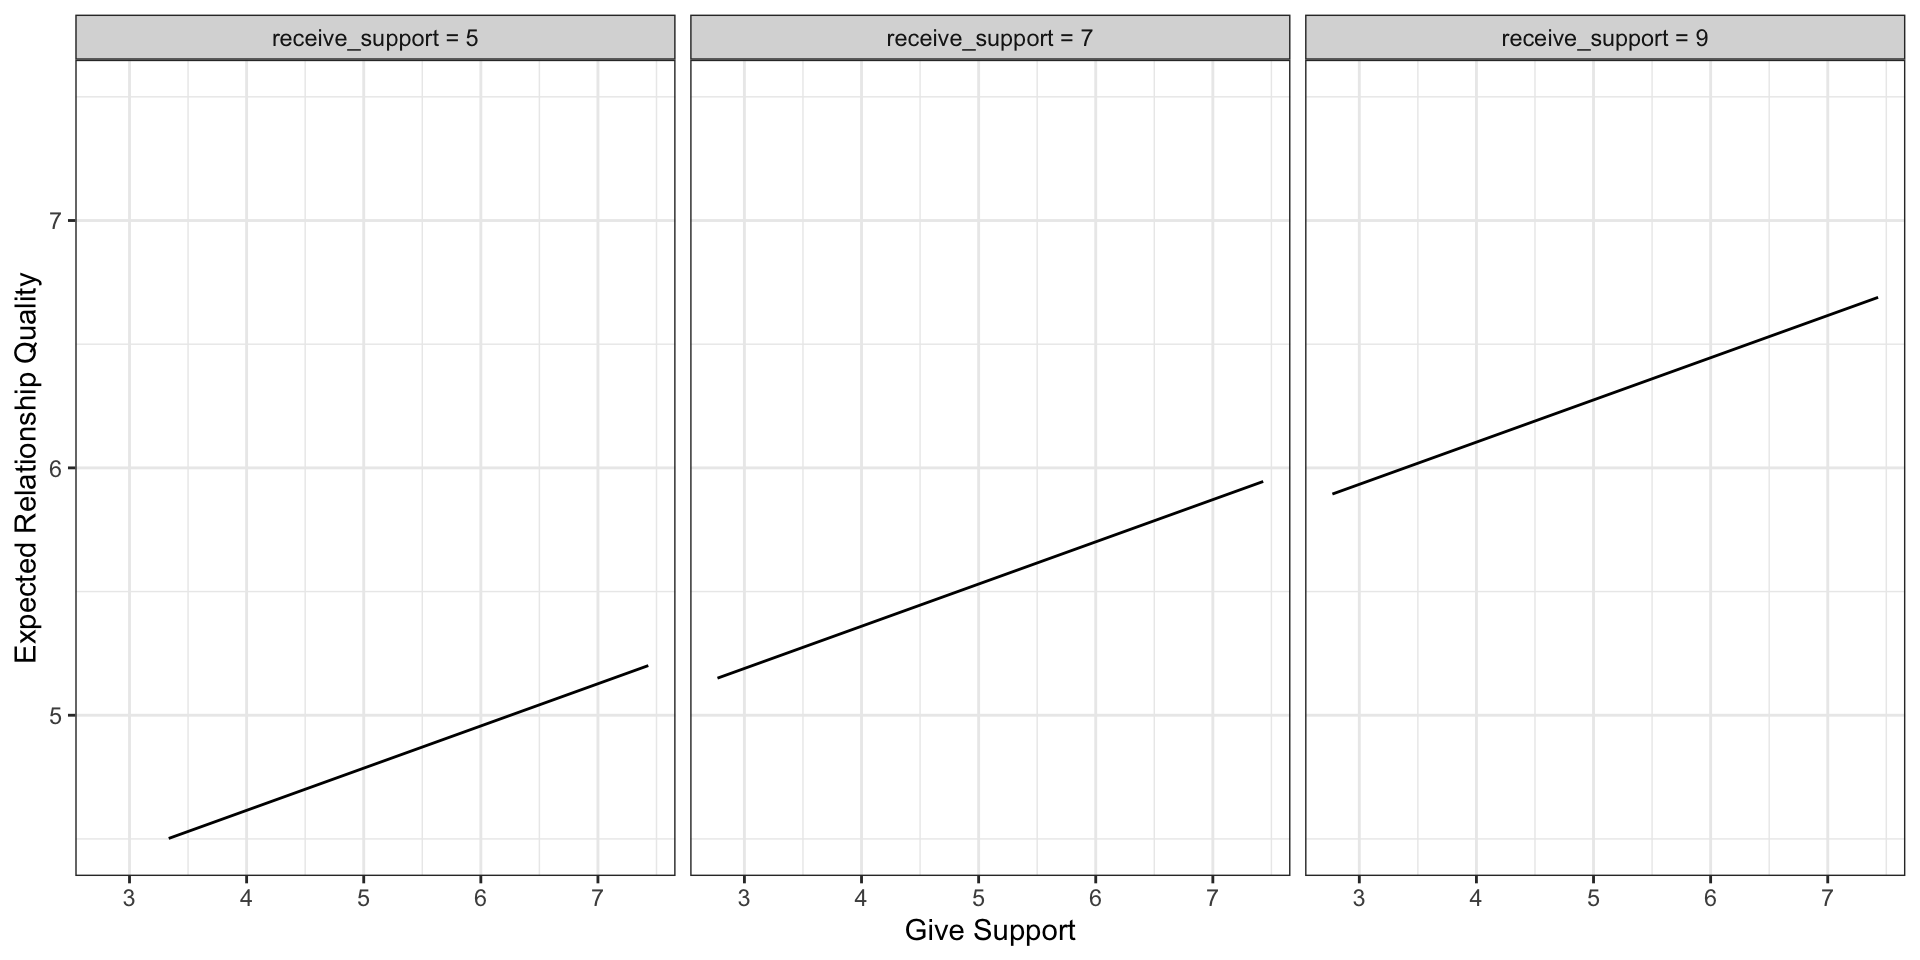 receive_support = 5
receive_support = 7
receive_support = 9
Expected Relationship Quality
7
6
5
3 4 5 6 7
3 4 5 6 7
3 4 5 6 7
Give Support